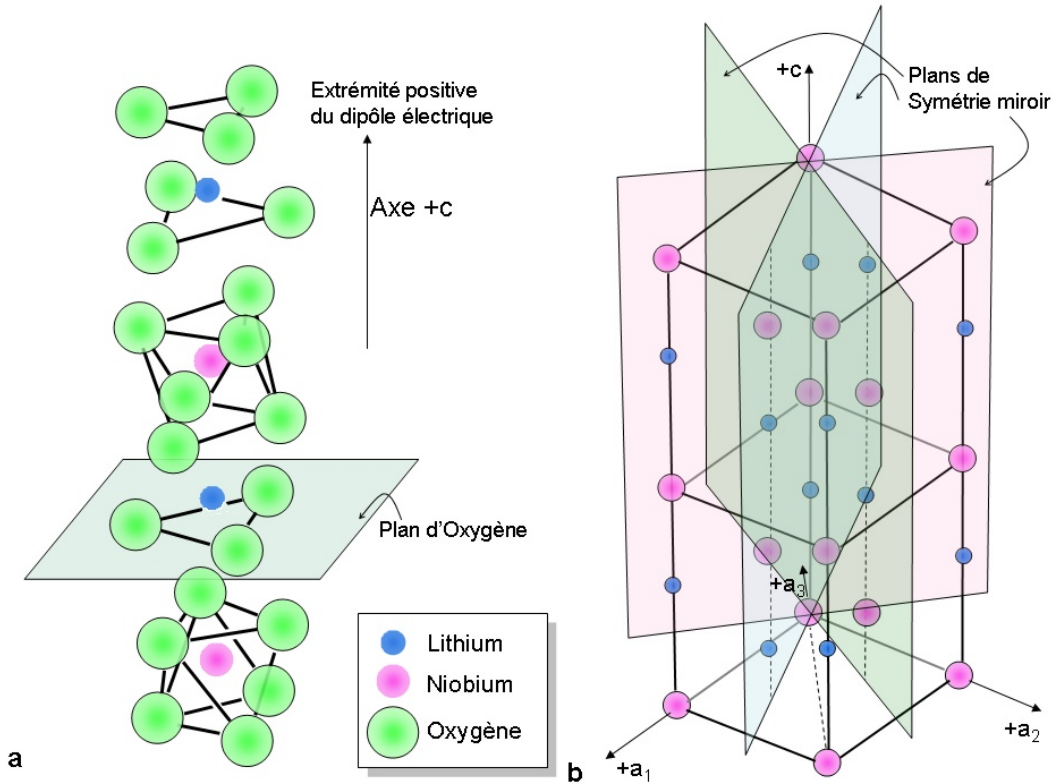 Extrémité positive
du dipôle électrique
Axe +c
Plan d'Oxygène
Lithium
Niobium
Oxygène
a
+c
Plans de
Symétrie miroir
+a3
+a2
+a1
b